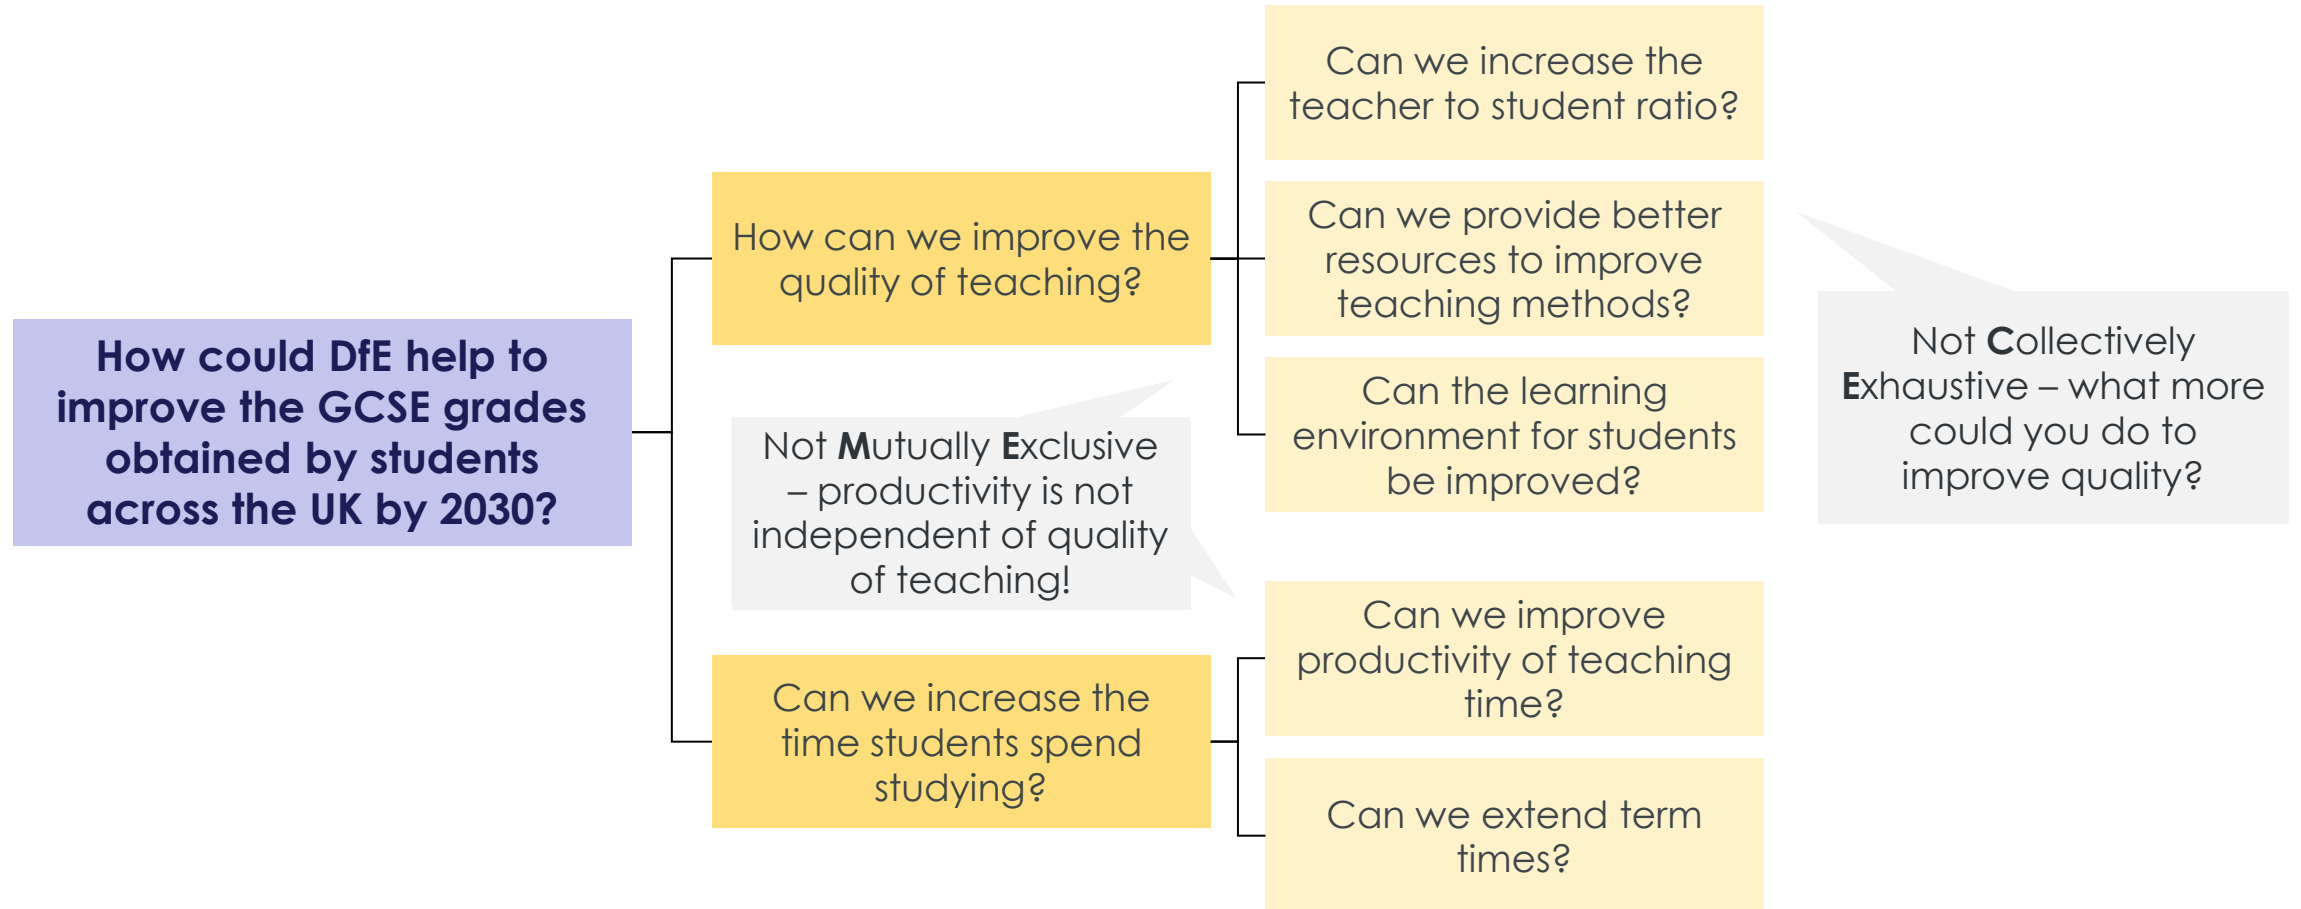 How could DfE help to
improve the GCSE grades
obtained by students
across the UK by 2030?
How can we improve the
quality of teaching?
Can we increase the
teacher to student ratio?
Can we provide better
resources to improve
teaching methods?
Can the learning
environment for students
be improved?
Not Collectively
Exhaustive – what more
could you do to
improve quality?
Not Mutually Exclusive
– productivity is not
independent of quality
of teaching!
Can we increase the
time students spend
studying?
Can we improve
productivity of teaching
time?
Can we extend term
times?